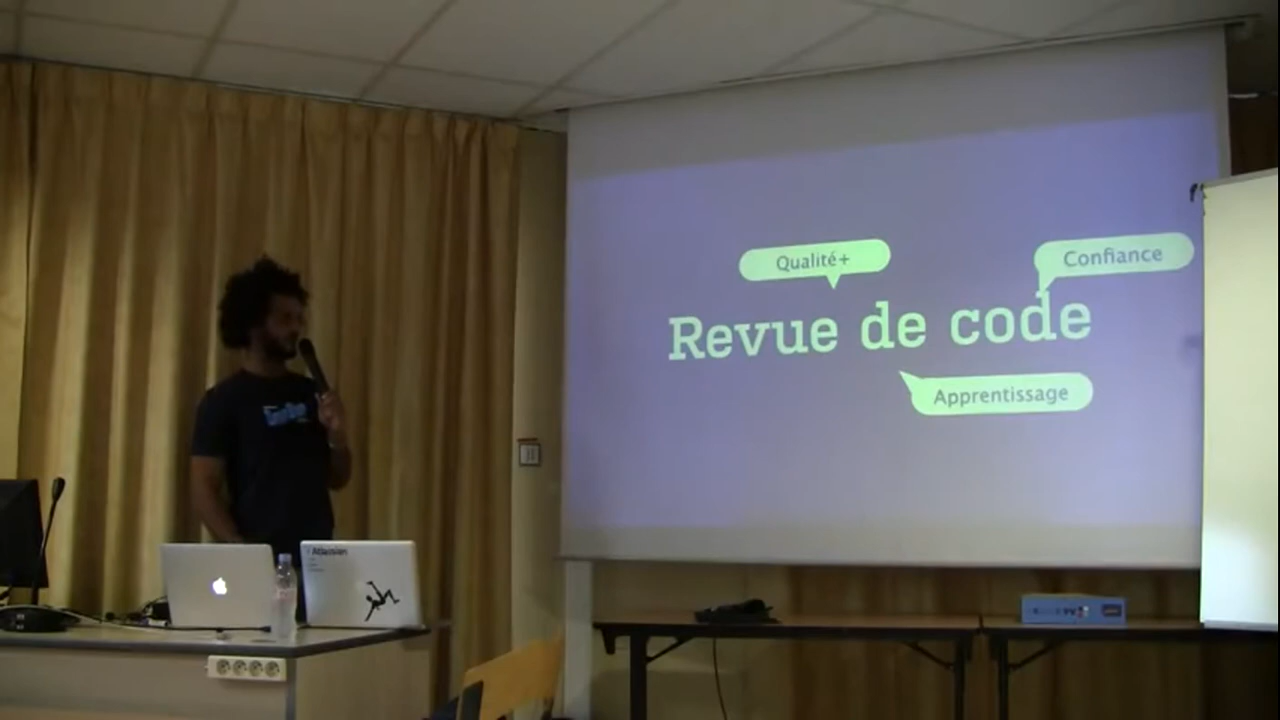 Qualité+
Confiance
Revue de code
Apprentissage
Atlassian